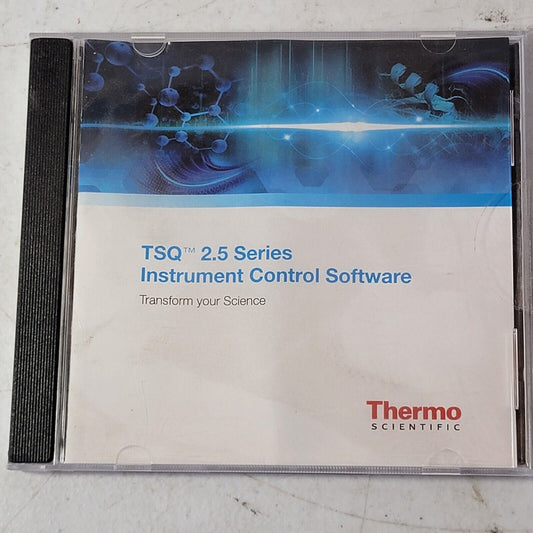 TSQ™ 2.5 Series
Instrument Control Software
Transform your Science
Thermo
SCIENTIFIC